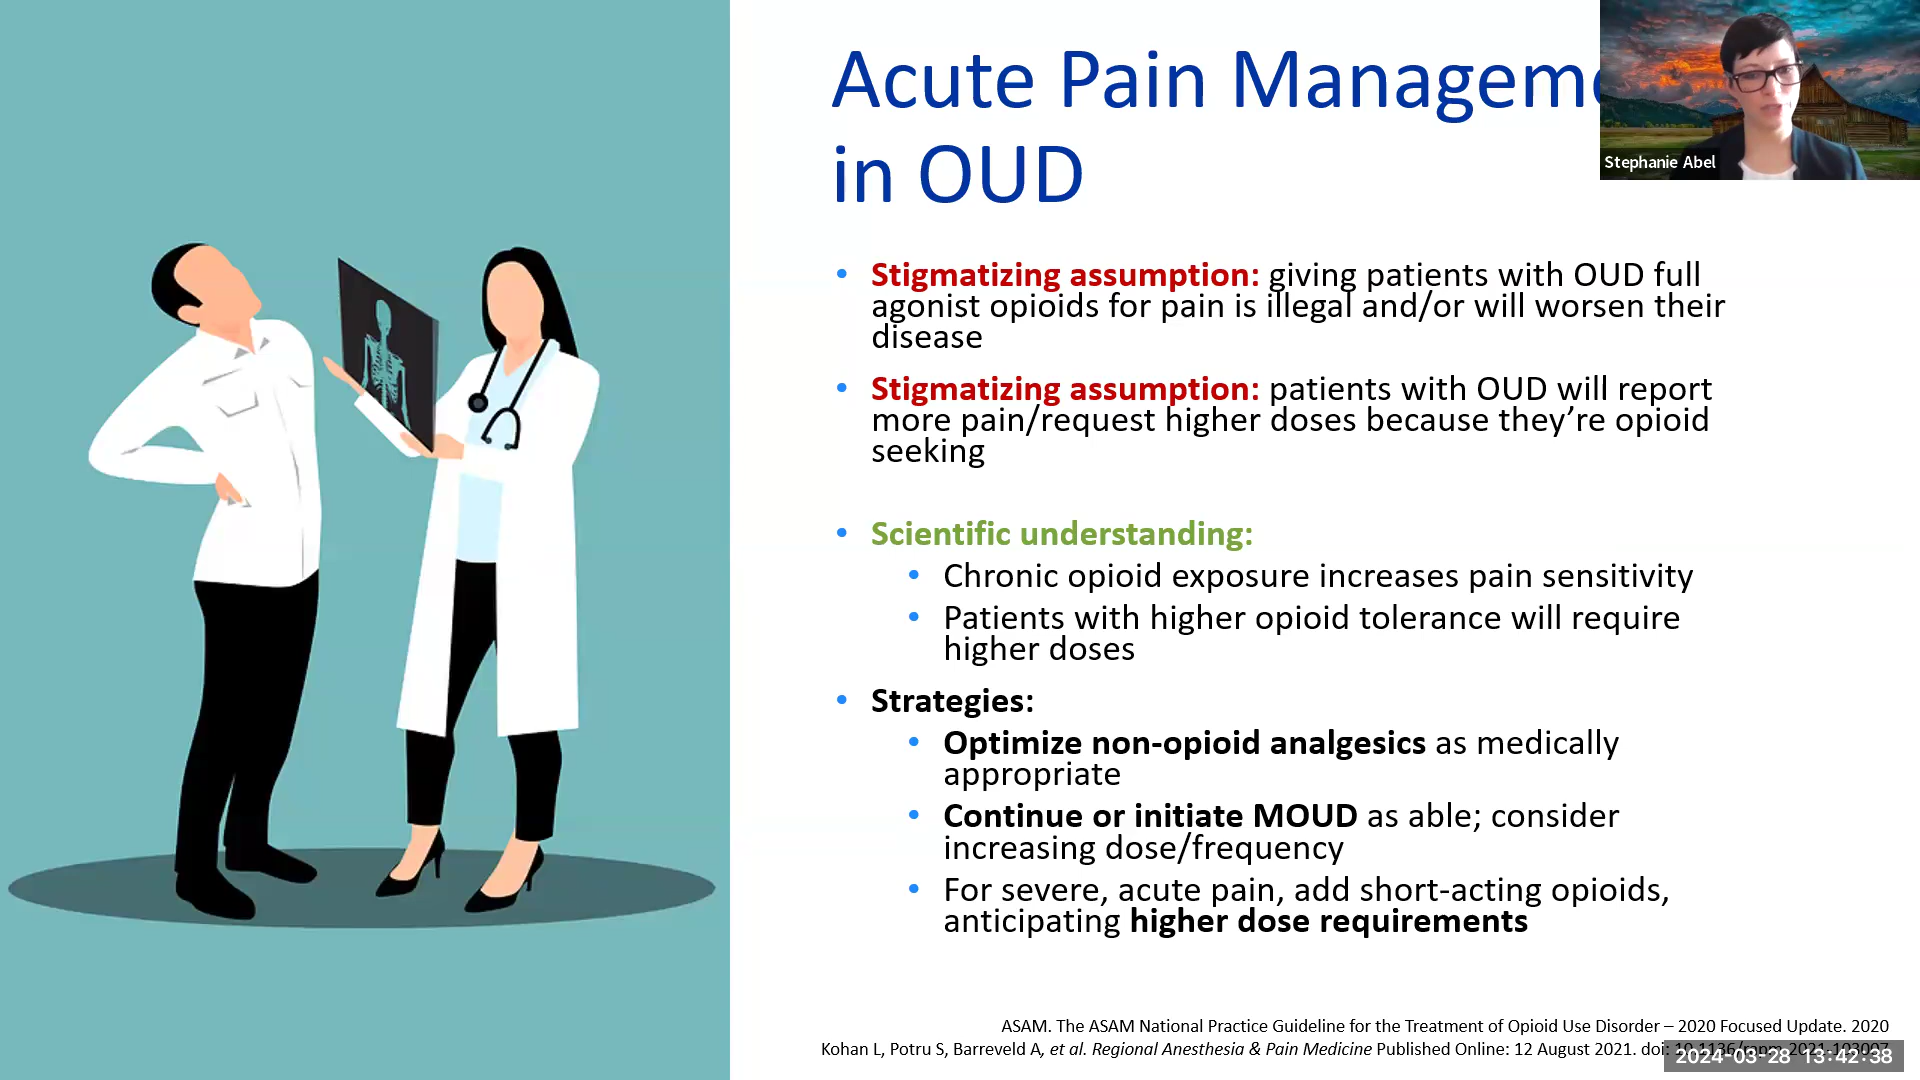 Acute Pain Managem
in OUD
Stephanie Abel
• Stigmatizing assumption: giving patients with OUD full
agonist opioids for pain is illegal and/or will worsen their
disease
• Stigmatizing assumption: patients with OUD will report
more pain/request higher doses because they’re opioid
seeking
• Scientific understanding:
• Chronic opioid exposure increases pain sensitivity
• Patients with higher opioid tolerance will require
higher doses
• Strategies:
• Optimize non-opioid analgesics as medically
appropriate
• Continue or initiate MOUD as able; consider
increasing dose/frequency
• For severe, acute pain, add short-acting opioids,
anticipating higher dose requirements
ASAM. The ASAM National Practice Guideline for the Treatment of Opioid Use Disorder – 2020 Focused Update. 2020
Kohan L, Potru S, Barreveld A, et al. Regional Anesthesia & Pain Medicine Published Online: 12 August 2021. doi:
2024-03-28 13:42:38